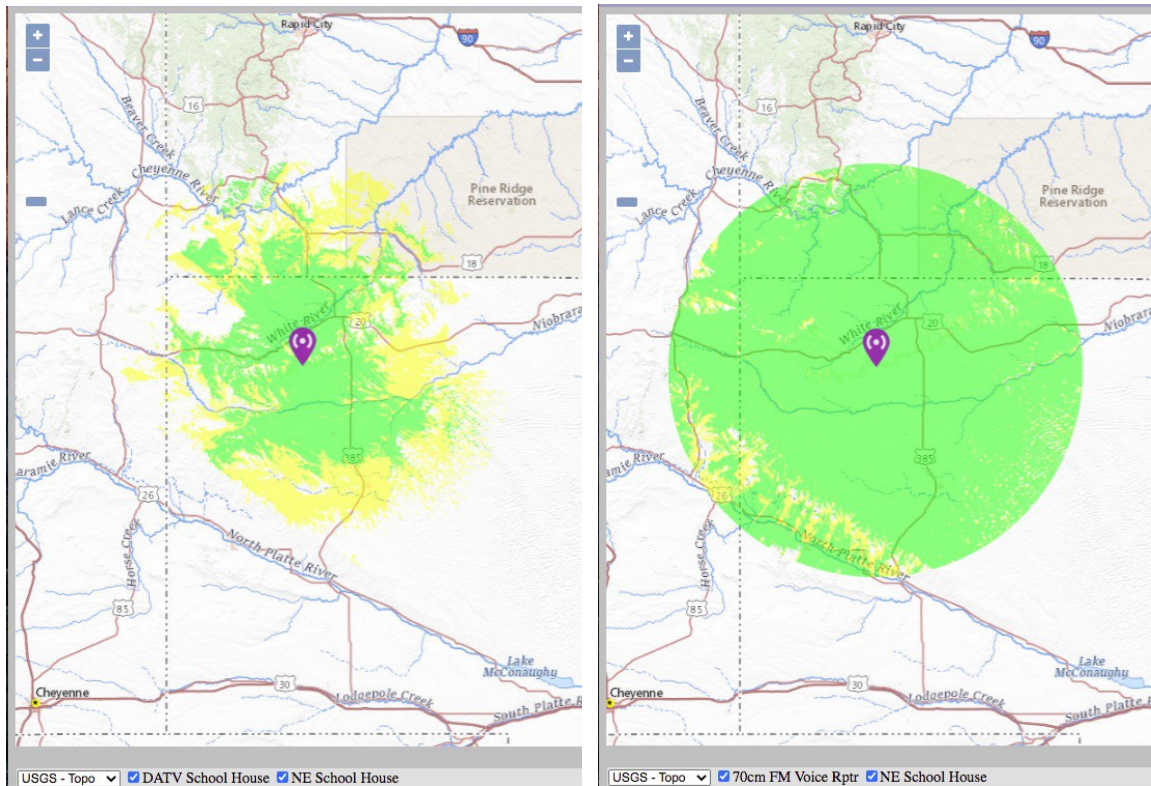 Rapid City
90
+
−
16
Beaver Creek
Cheyenne River
Lance Creek
Pine Ridge
Reservation
18
White River
20
Niobrara
385
aramie River
26
North Platte River
Horse Creek
85
Lake
McConaughy
Cheyenne
30
Lodgepole Creek
South Platte R
USGS - Topo
DATV School House
NE School House
Rapid City
90
+
−
16
Beaver Creek
Cheyenne River
Lance Creek
Pine Ridge
Reservation
18
White River
20
Niobrara
385
aramie River
26
North Platte River
Horse Creek
85
Lake
McConaughy
Cheyenne
30
Lodgepole Creek
South Platte R
USGS - Topo
70cm FM Voice Rptr
NE School House